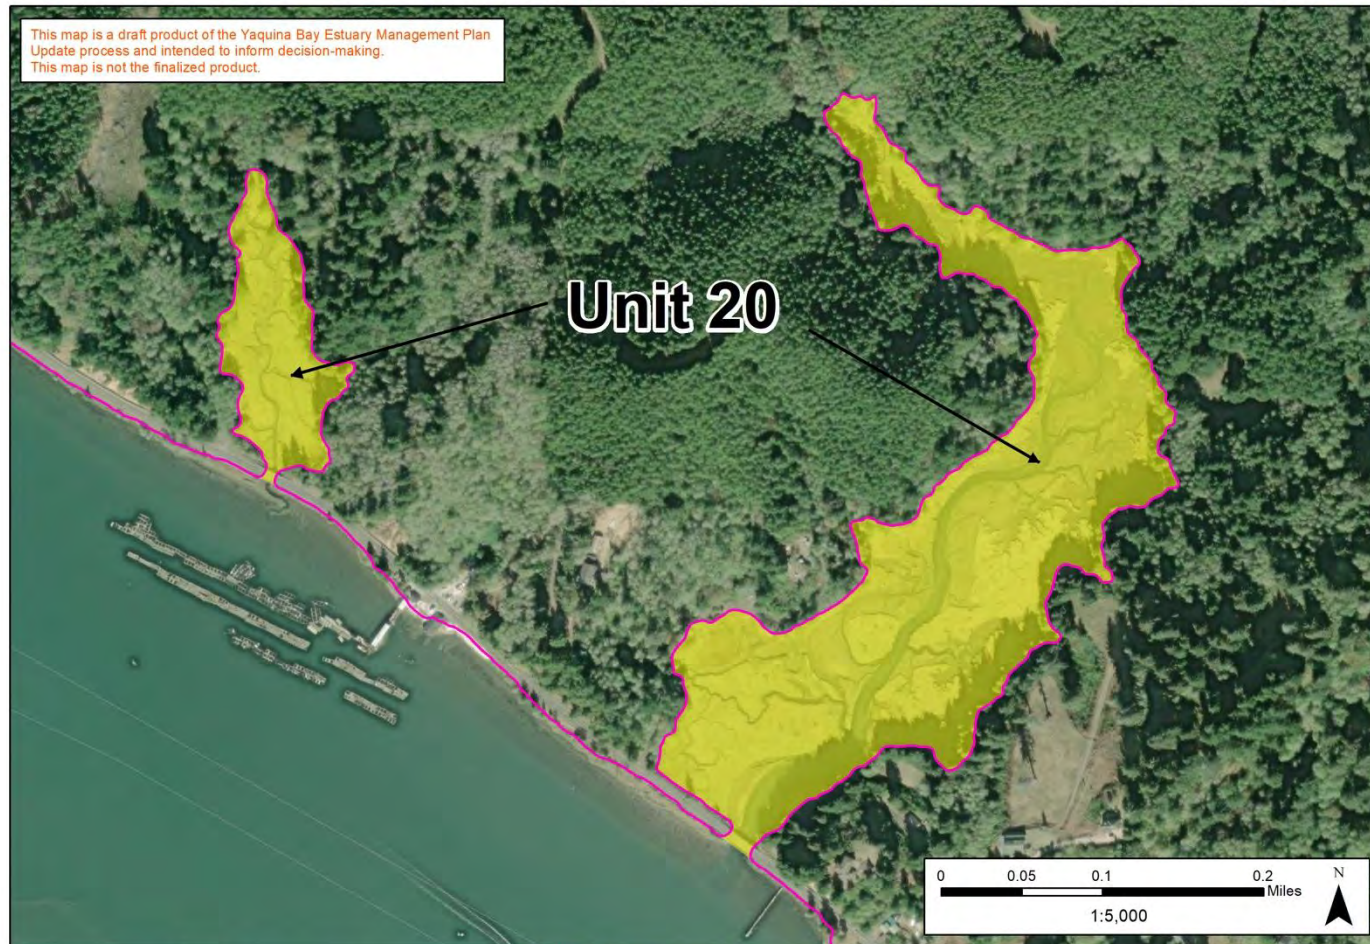 This map is a draft product of the Yaquina Bay Estuary Management Plan
Update process and intended to inform decision-making.
This map is not the finalized product.
Unit 20
0 0.05 0.1 0.2
Miles
1:5,000
N